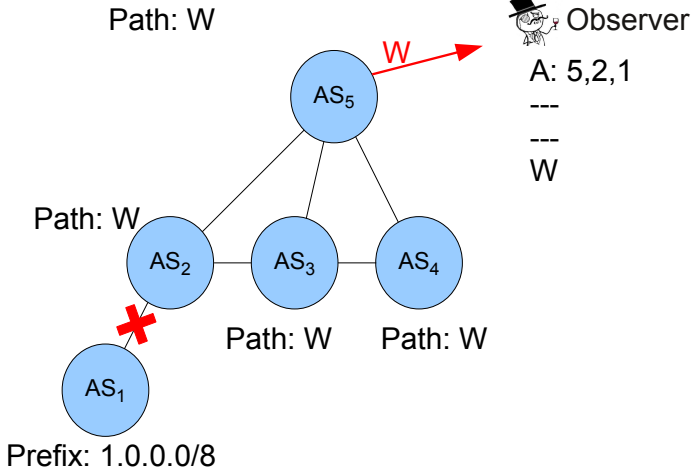 Path: W
Observer
W
A: 5,2,1
---
---
W
AS5
Path: W
AS2
AS3
AS4
Path: W
Path: W
AS1
Prefix: 1.0.0.0/8